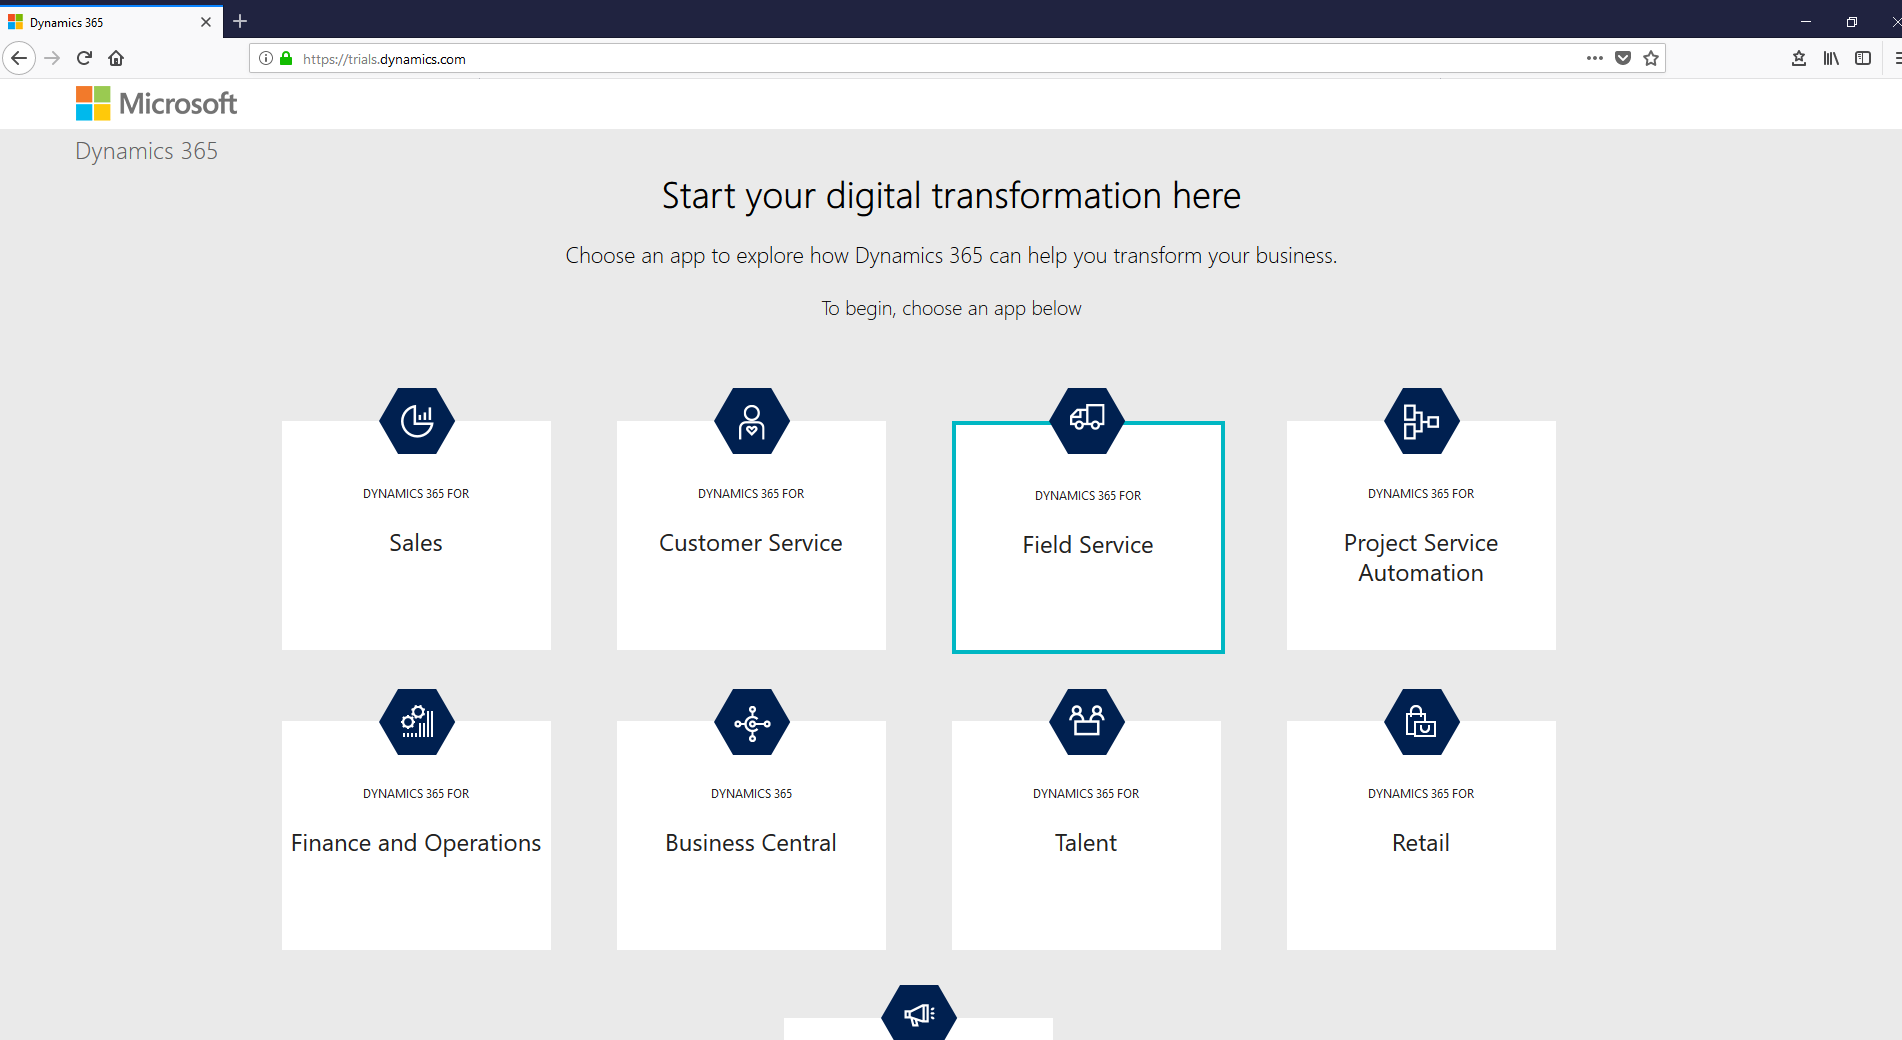 Dynamics 365
https://trials.dynamics.com
Microsoft
Dynamics 365
Start your digital transformation here
Choose an app to explore how Dynamics 365 can help you transform your business.
To begin, choose an app below
DYNAMICS 365 FOR
Sales
DYNAMICS 365 FOR
Customer Service
DYNAMICS 365 FOR
Field Service
DYNAMICS 365 FOR
Project Service
Automation
DYNAMICS 365 FOR
Finance and Operations
DYNAMICS 365
Business Central
DYNAMICS 365 FOR
Talent
DYNAMICS 365 FOR
Retail